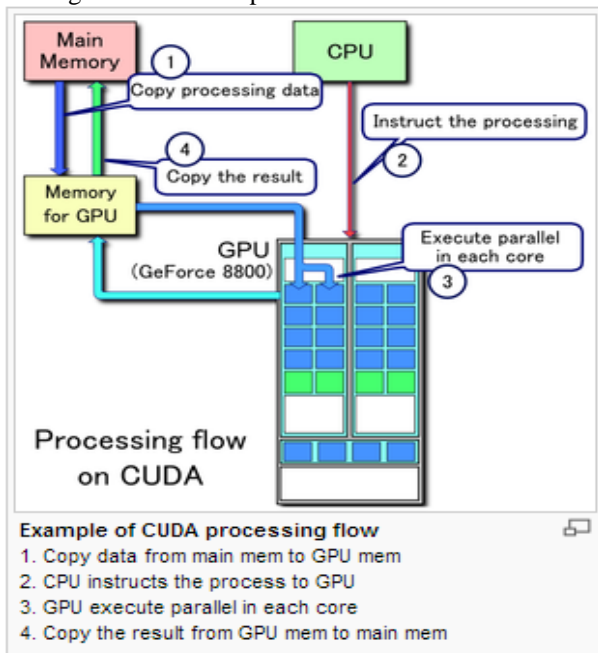 Main
Memory
CPU
1
Copy processing data
Instruct the processing
2
4
Copy the result
Memory
for GPU
GPU
(GeForce 8800)
Execute parallel
in each core
3
Processing flow
on CUDA
Example of CUDA processing flow
1. Copy data from main mem to GPU mem
2. CPU instructs the process to GPU
3. GPU execute parallel in each core
4. Copy the result from GPU mem to main mem